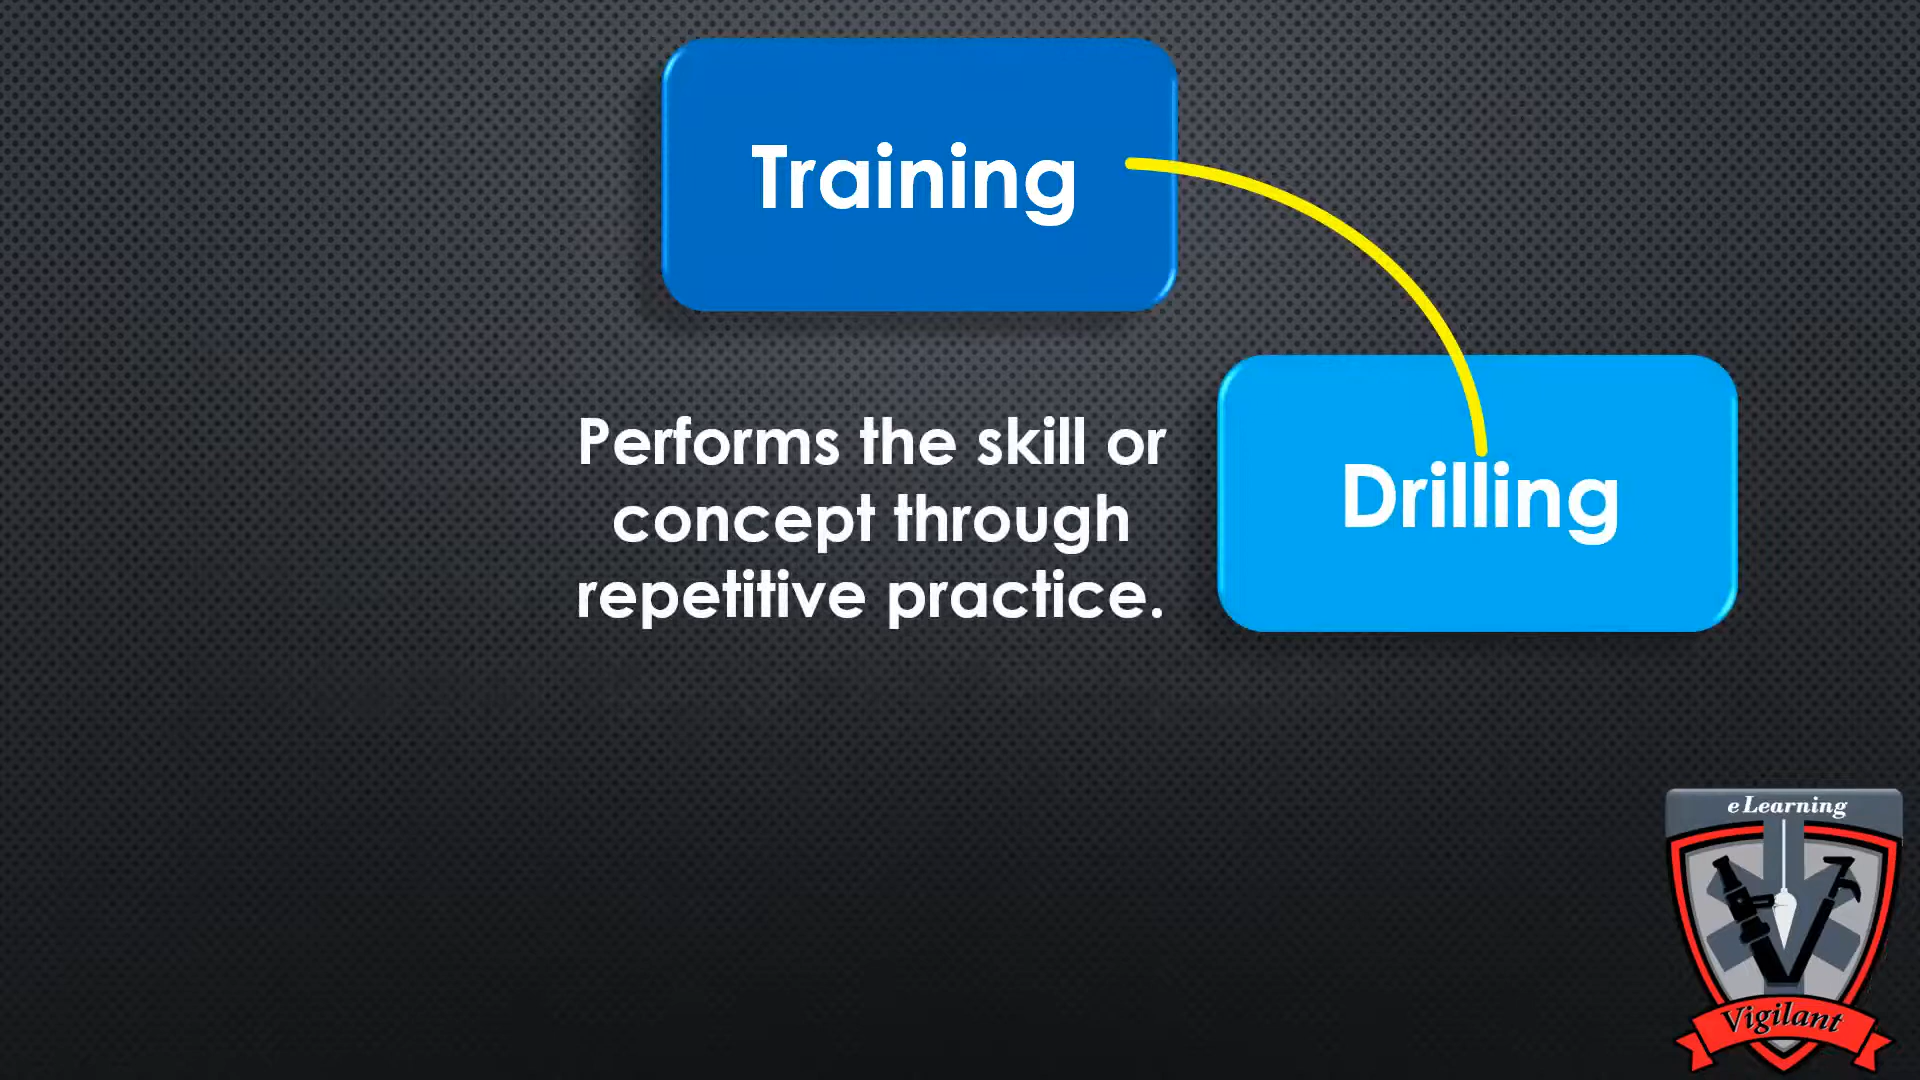 Training
Performs the skill or
concept through
repetitive practice.
Drilling
eLearning
Vigilant